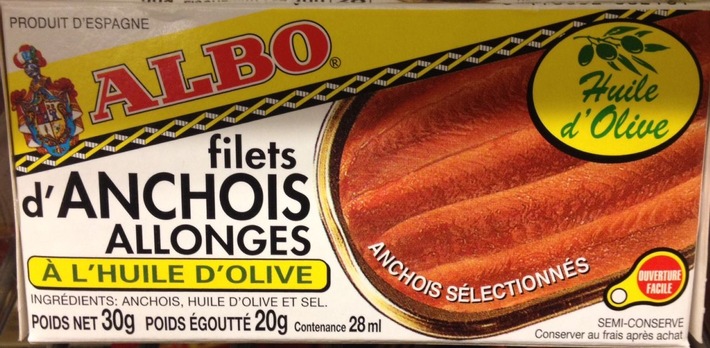 PRODUIT D'ESPAGNE
ALBO®
Huile
d'Olive
filets
d'ANCHOIS
ALLONGES
À L'HUILE D'OLIVE
ANCHOIS SÉLECTIONNÉS
OUVERTURE
FACILE
INGRÉDIENTS: ANCHOIS, HUILE D'OLIVE ET SEL.
POIDS NET 30g POIDS ÉGOUTTÉ 20g Contenance 28 ml
SEMI-CONSERVE
Conserver au frais après achat